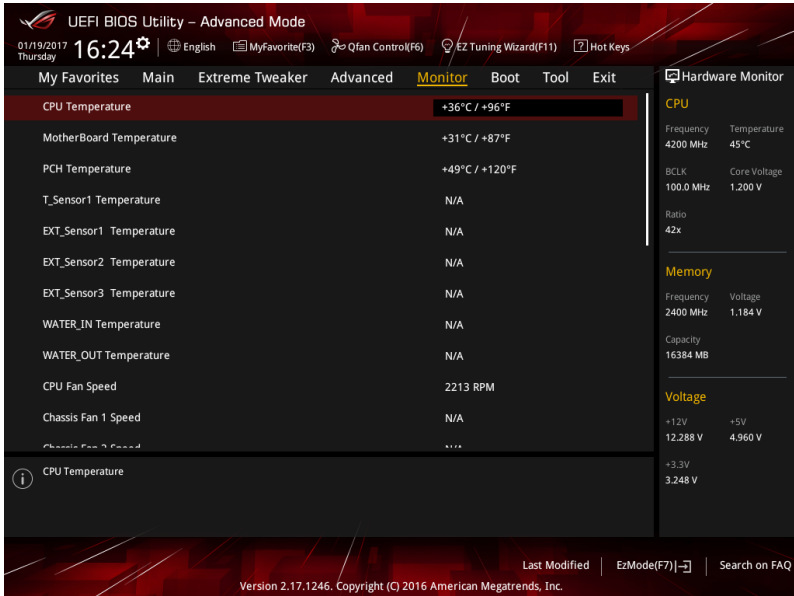 UEFI BIOS Utility – Advanced Mode
01/19/2017 Thursday 16:24 English MyFavorite(F3) Qfan Control(F6) EZ Tuning Wizard(F11) ? Hot Keys
My Favorites Main Extreme Tweaker Advanced Monitor Boot Tool Exit
CPU Temperature +36°C / +96°F
MotherBoard Temperature +31°C / +87°F
PCH Temperature +49°C / +120°F
T_Sensor1 Temperature N/A
EXT_Sensor1 Temperature N/A
EXT_Sensor2 Temperature N/A
EXT_Sensor3 Temperature N/A
WATER_IN Temperature N/A
WATER_OUT Temperature N/A
CPU Fan Speed 2213 RPM
Chassis Fan 1 Speed N/A
Chassis Fan 2 Speed N/A
i CPU Temperature
Hardware Monitor
CPU
Frequency Temperature
4200 MHz 45°C
BCLK Core Voltage
100.0 MHz 1.200 V
Ratio
42x
Memory
Frequency Voltage
2400 MHz 1.184 V
Capacity
16384 MB
Voltage
+12V +5V
12.288 V 4.960 V
+3.3V
3.248 V
Last Modified EzMode(F7) Search on FAQ
Version 2.17.1246. Copyright (C) 2016 American Megatrends, Inc.